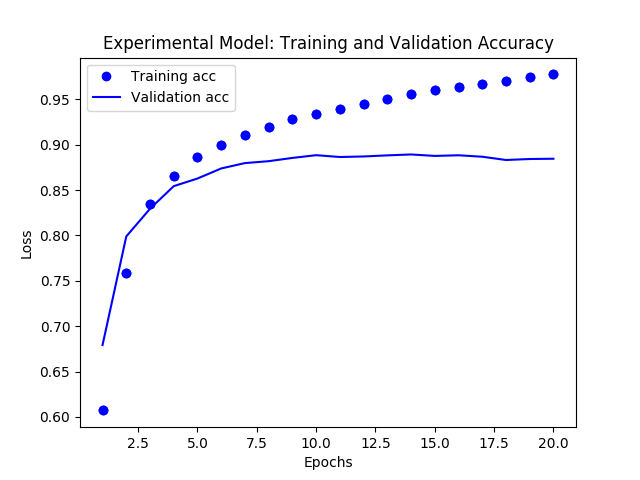 Experimental Model: Training and Validation Accuracy
Training acc
Validation acc
0.95
0.90
0.85
0.80
0.75
0.70
0.65
0.60
Loss
2.5 5.0 7.5 10.0 12.5 15.0 17.5 20.0
Epochs